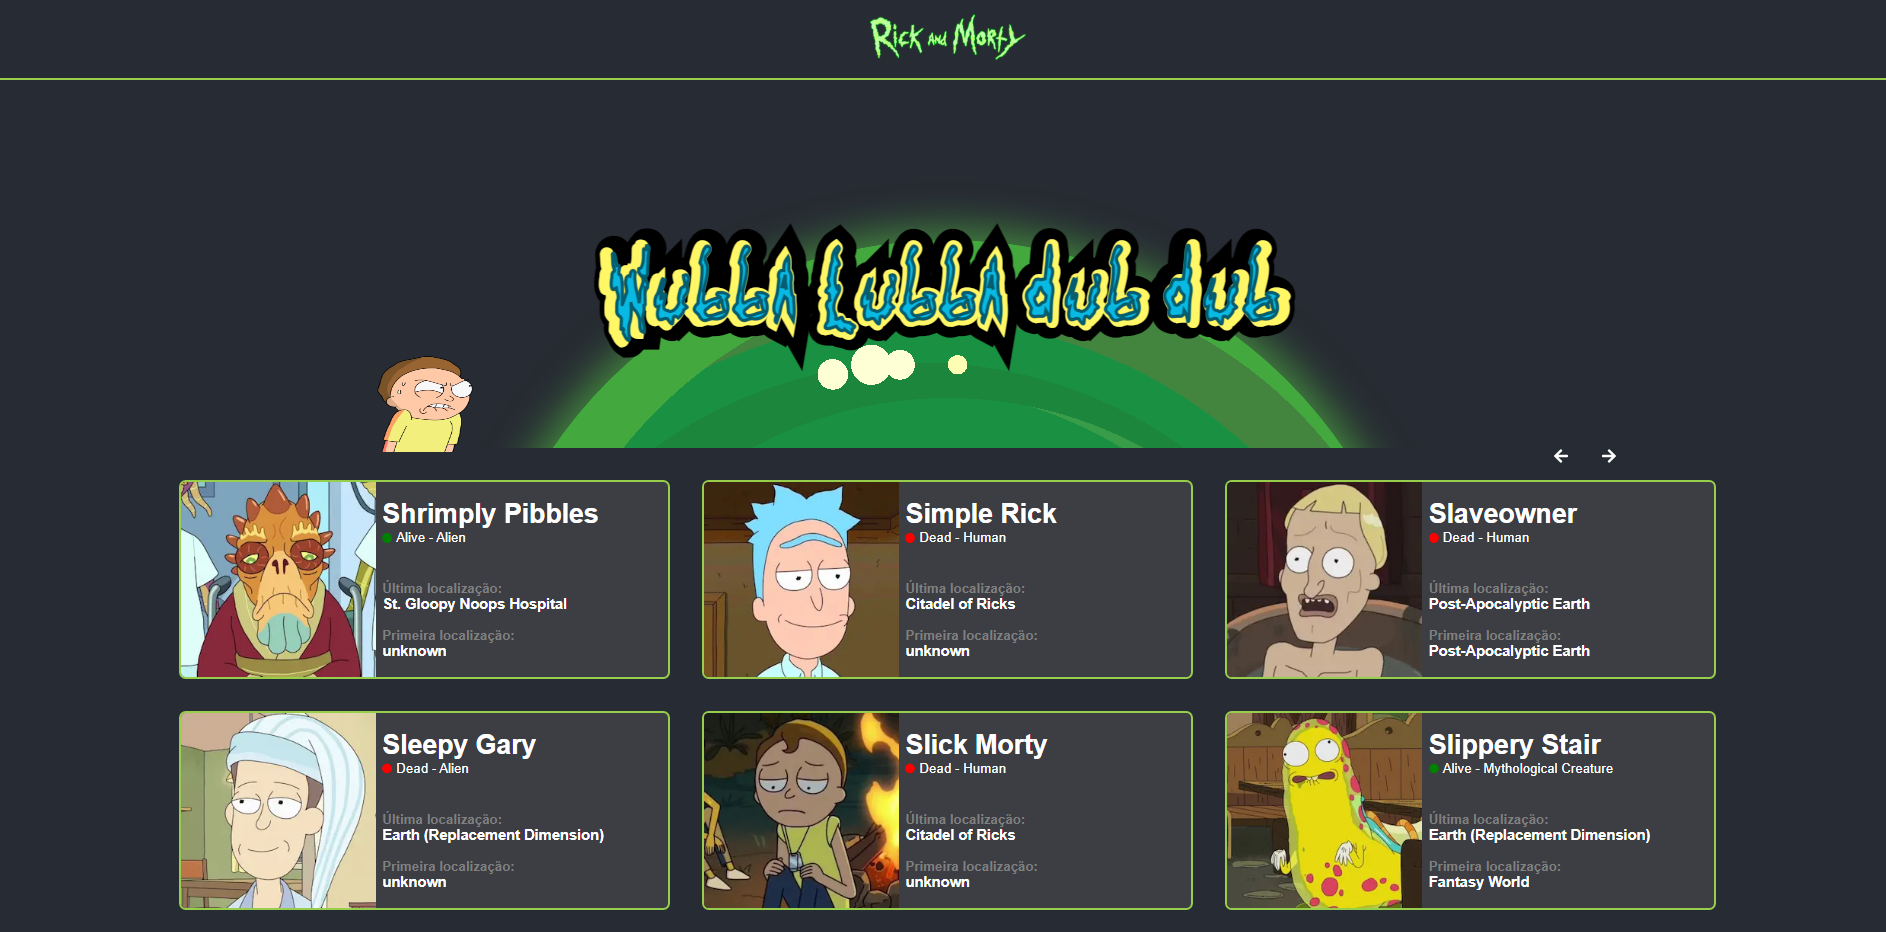 Rick and Morty
Wubba Lubba dub dub
Shrimply Pibbles
Alive - Alien
Última localização:
St. Gloopy Noops Hospital
Primeira localização:
unknown
Simple Rick
Dead - Human
Última localização:
Citadel of Ricks
Primeira localização:
unknown
Slaveowner
Dead - Human
Última localização:
Post-Apocalyptic Earth
Primeira localização:
Post-Apocalyptic Earth
Sleepy Gary
Dead - Alien
Última localização:
Earth (Replacement Dimension)
Primeira localização:
unknown
Slick Morty
Dead - Human
Última localização:
Citadel of Ricks
Primeira localização:
unknown
Slippery Stair
Alive - Mythological Creature
Última localização:
Earth (Replacement Dimension)
Primeira localização:
Fantasy World